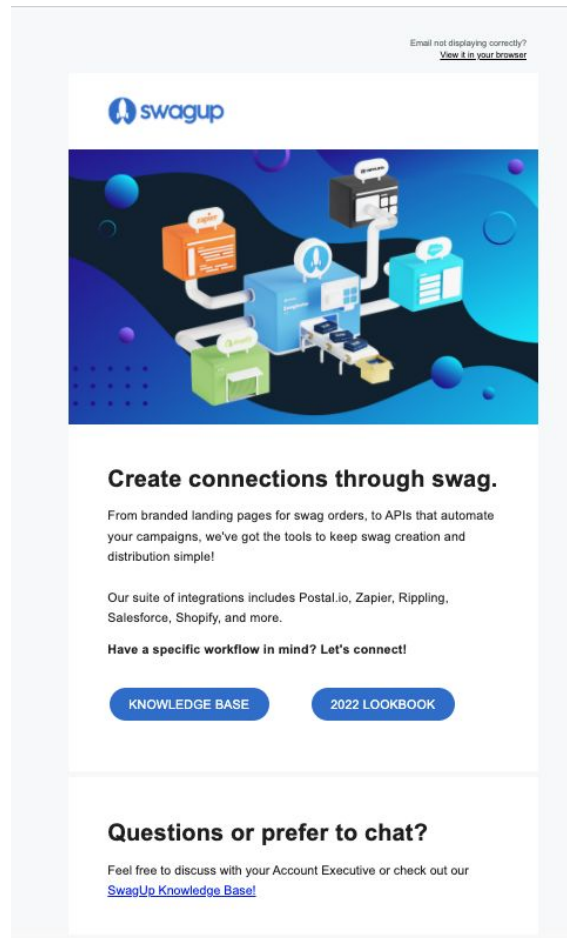 Email not displaying correctly?
View it in your browser
swagup
zapier
shopify
Create connections through swag.
From branded landing pages for swag orders, to APIs that automate
your campaigns, we've got the tools to keep swag creation and
distribution simple!
Our suite of integrations includes Postal.io, Zapier, Rippling,
Salesforce, Shopify, and more.
Have a specific workflow in mind? Let's connect!
KNOWLEDGE BASE
2022 LOOKBOOK
Questions or prefer to chat?
Feel free to discuss with your Account Executive or check out our
SwagUp Knowledge Base!